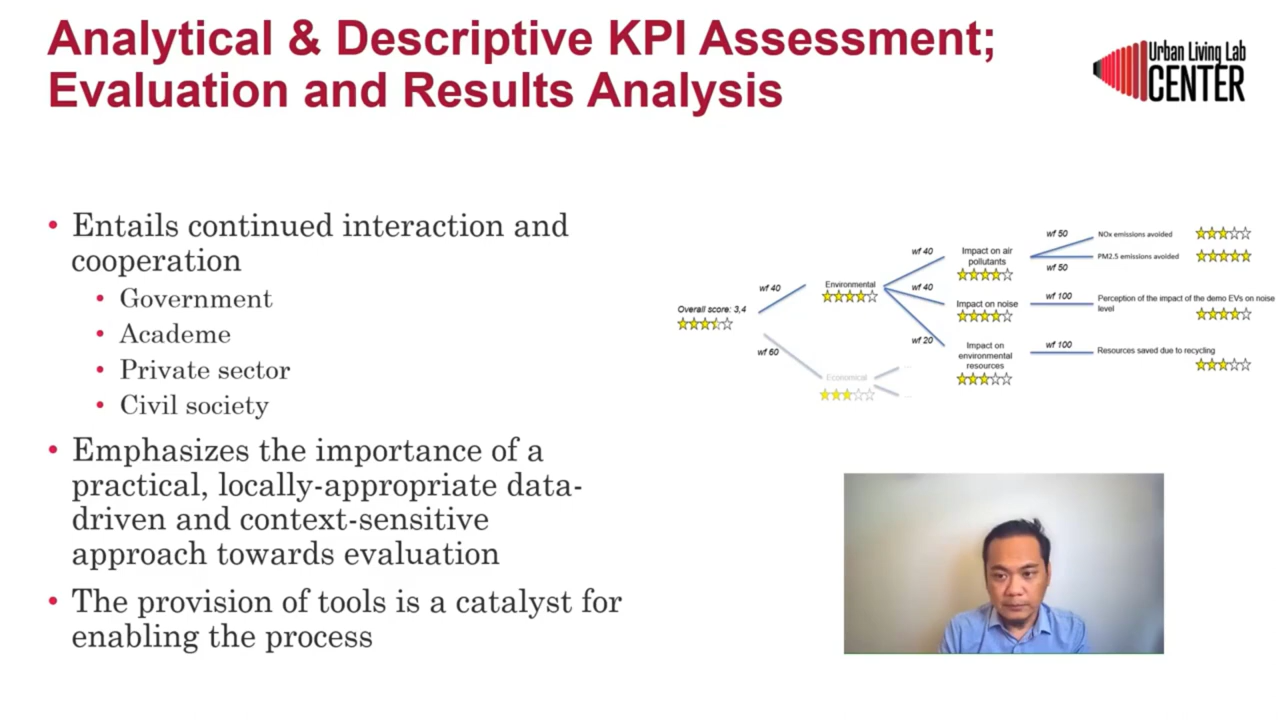 Analytical & Descriptive KPI Assessment;
Evaluation and Results Analysis
Urban Living Lab
CENTER
• Entails continued interaction and
cooperation
• Government
• Academe
• Private sector
• Civil society
• Emphasizes the importance of a
practical, locally-appropriate data-
driven and context-sensitive
approach towards evaluation
• The provision of tools is a catalyst for
enabling the process
Overall score: 3,4
wf 40
wf 60
Environmental
Economical
wf 40
wf 40
wf 20
...
...
Impact on air
pollutants
Impact on noise
Impact on
environmental
resources
wf 50
wf 50
wf 100
wf 100
NOx emissions avoided
PM2.5 emissions avoided
Perception of the impact of the demo EVs on noise
level
Resources saved due to recycling